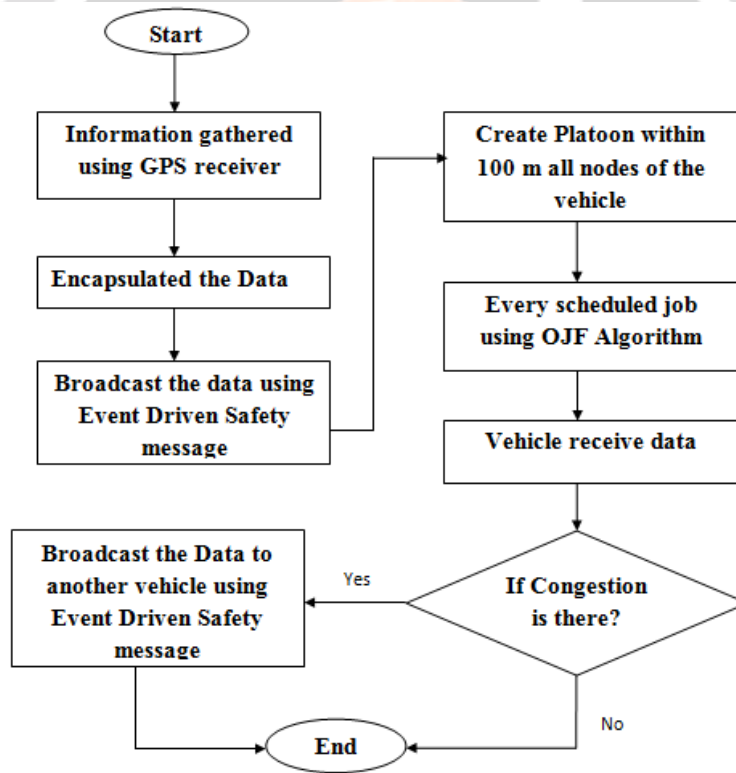 Start
Information gathered
using GPS receiver
Encapsulated the Data
Broadcast the data using
Event Driven Safety
message
Create Platoon within
100 m all nodes of the
vehicle
Every scheduled job
using OJF Algorithm
Vehicle receive data
If Congestion
is there?
Yes
Broadcast the Data to
another vehicle using
Event Driven Safety
message
No
End